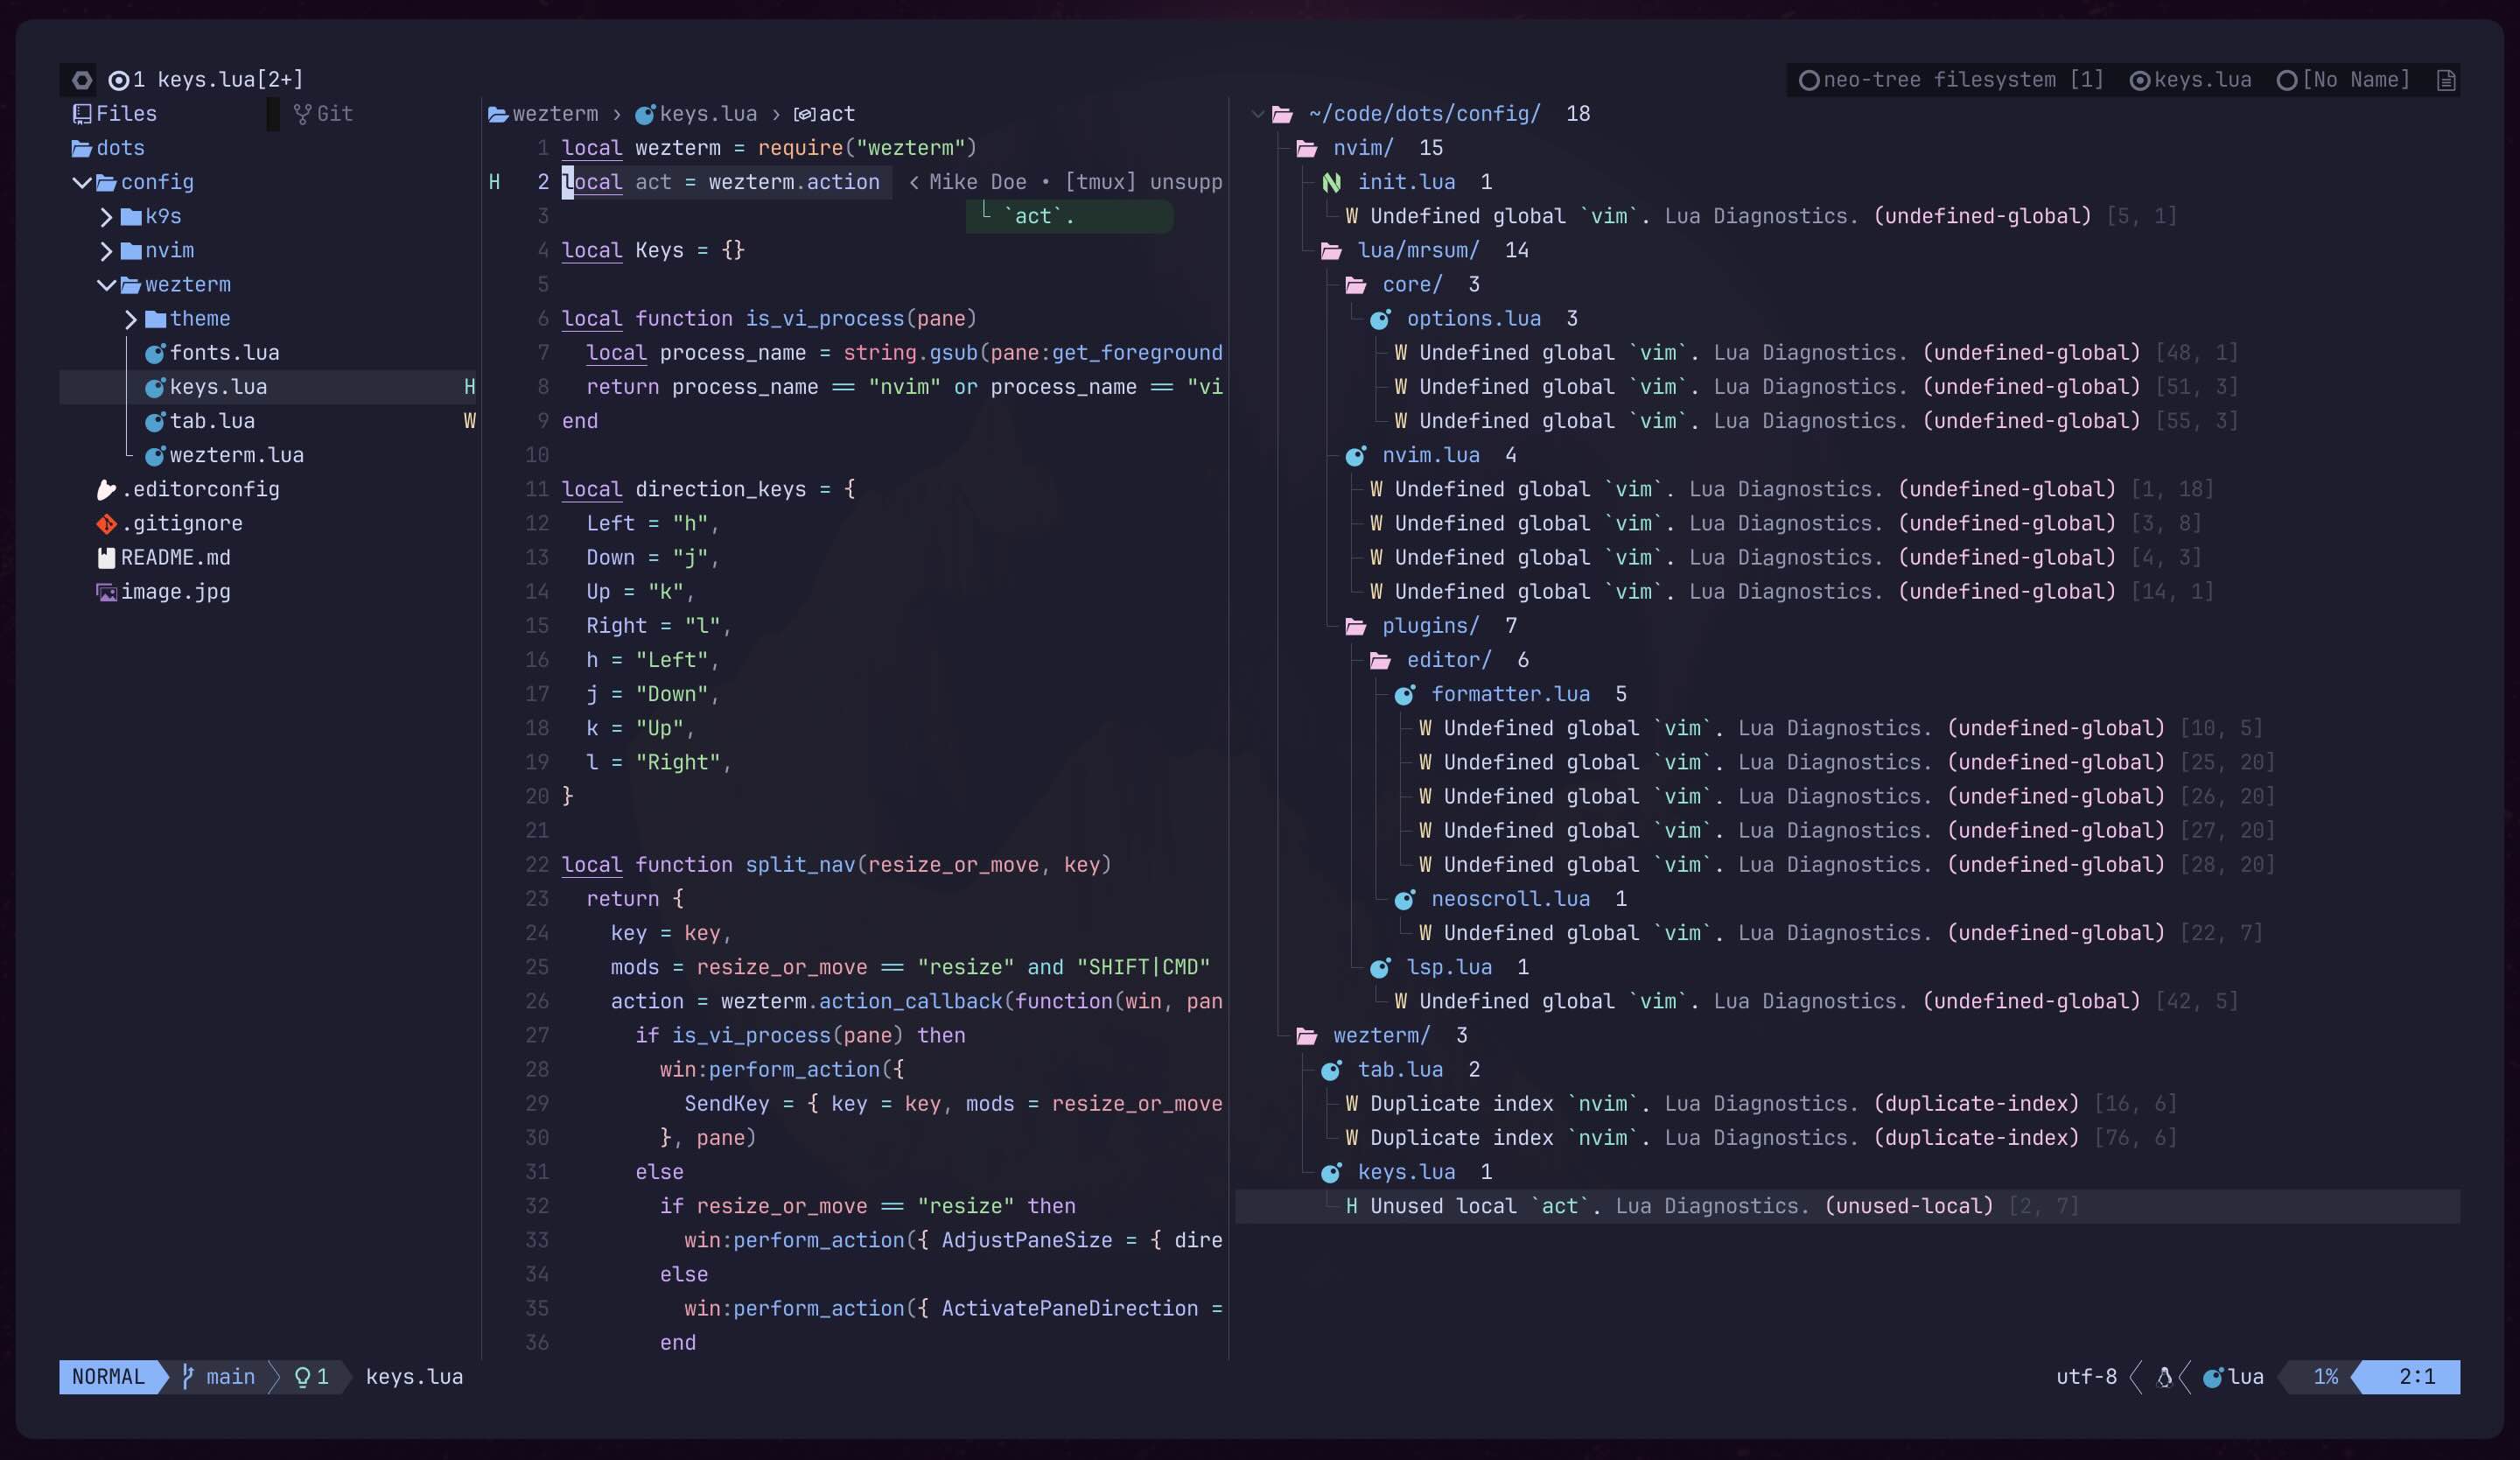 1 keys.lua[2+]
neo-tree filesystem [1] keys.lua [No Name]
Files Git
dots
config
k9s
nvim
wezterm
theme
fonts.lua
keys.lua H
tab.lua W
wezterm.lua
.editorconfig
.gitignore
README.md
image.jpg
wezterm › keys.lua › act
1 local wezterm = require("wezterm")
H 2 local act = wezterm.action ‹ Mike Doe • [tmux] unsupp
3 `act`.
4 local Keys = {}
5
6 local function is_vi_process(pane)
7 local process_name = string.gsub(pane:get_foreground
8 return process_name == "nvim" or process_name == "vi
9 end
10
11 local direction_keys = {
12 Left = "h",
13 Down = "j",
14 Up = "k",
15 Right = "l",
16 h = "Left",
17 j = "Down",
18 k = "Up",
19 l = "Right",
20 }
21
22 local function split_nav(resize_or_move, key)
23 return {
24 key = key,
25 mods = resize_or_move == "resize" and "SHIFT|CMD"
26 action = wezterm.action_callback(function(win, pan
27 if is_vi_process(pane) then
28 win:perform_action({
29 SendKey = { key = key, mods = resize_or_move
30 }, pane)
31 else
32 if resize_or_move == "resize" then
33 win:perform_action({ AdjustPaneSize = { dire
34 else
35 win:perform_action({ ActivatePaneDirection =
36 end
~/code/dots/config/ 18
nvim/ 15
init.lua 1
W Undefined global `vim`. Lua Diagnostics. (undefined-global) [5, 1]
lua/mrsum/ 14
core/ 3
options.lua 3
W Undefined global `vim`. Lua Diagnostics. (undefined-global) [48, 1]
W Undefined global `vim`. Lua Diagnostics. (undefined-global) [51, 3]
W Undefined global `vim`. Lua Diagnostics. (undefined-global) [55, 3]
nvim.lua 4
W Undefined global `vim`. Lua Diagnostics. (undefined-global) [1, 18]
W Undefined global `vim`. Lua Diagnostics. (undefined-global) [3, 8]
W Undefined global `vim`. Lua Diagnostics. (undefined-global) [4, 3]
W Undefined global `vim`. Lua Diagnostics. (undefined-global) [14, 1]
plugins/ 7
editor/ 6
formatter.lua 5
W Undefined global `vim`. Lua Diagnostics. (undefined-global) [10, 5]
W Undefined global `vim`. Lua Diagnostics. (undefined-global) [25, 20]
W Undefined global `vim`. Lua Diagnostics. (undefined-global) [26, 20]
W Undefined global `vim`. Lua Diagnostics. (undefined-global) [27, 20]
W Undefined global `vim`. Lua Diagnostics. (undefined-global) [28, 20]
neoscroll.lua 1
W Undefined global `vim`. Lua Diagnostics. (undefined-global) [22, 7]
lsp.lua 1
W Undefined global `vim`. Lua Diagnostics. (undefined-global) [42, 5]
wezterm/ 3
tab.lua 2
W Duplicate index `nvim`. Lua Diagnostics. (duplicate-index) [16, 6]
W Duplicate index `nvim`. Lua Diagnostics. (duplicate-index) [76, 6]
keys.lua 1
H Unused local `act`. Lua Diagnostics. (unused-local) [2, 7]
NORMAL main 1 keys.lua
utf-8 lua 1% 2:1